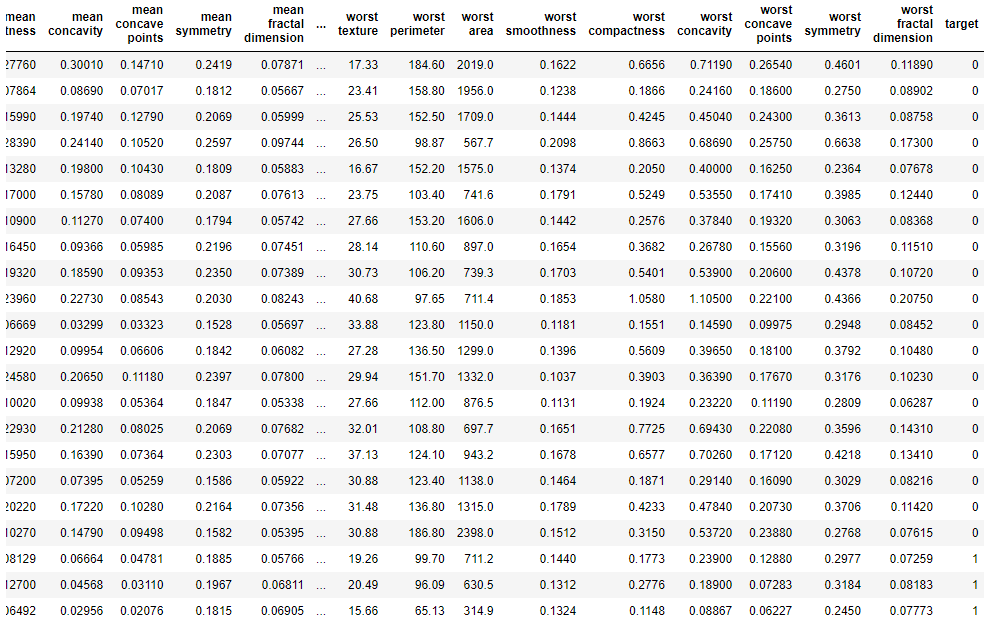 mean mean mean mean mean ... worst worst worst worst worst worst worst worst worst target
tness concavity concave points symmetry fractal dimension texture perimeter area smoothness compactness concavity concave points symmetry fractal dimension
27760 0.30010 0.14710 0.2419 0.07871 ... 17.33 184.60 2019.0 0.1622 0.6656 0.71190 0.26540 0.4601 0.11890 0
07864 0.08690 0.07017 0.1812 0.05667 ... 23.41 158.80 1956.0 0.1238 0.1866 0.24160 0.18600 0.2750 0.08902 0
15990 0.19740 0.12790 0.2069 0.05999 ... 25.53 152.50 1709.0 0.1444 0.4245 0.45040 0.24300 0.3613 0.08758 0
28390 0.24140 0.10520 0.2597 0.09744 ... 26.50 98.87 567.7 0.2098 0.8663 0.68690 0.25750 0.6638 0.17300 0
13280 0.19800 0.10430 0.1809 0.05883 ... 16.67 152.20 1575.0 0.1374 0.2050 0.40000 0.16250 0.2364 0.07678 0
17000 0.15780 0.08089 0.2087 0.07613 ... 23.75 103.40 741.6 0.1791 0.5249 0.53550 0.17410 0.3985 0.12440 0
10900 0.11270 0.07400 0.1794 0.05742 ... 27.66 153.20 1606.0 0.1442 0.2576 0.37840 0.19320 0.3063 0.08368 0
16450 0.09366 0.05985 0.2196 0.07451 ... 28.14 110.60 897.0 0.1654 0.3682 0.26780 0.15560 0.3196 0.11510 0
19320 0.18590 0.09353 0.2350 0.07389 ... 30.73 106.20 739.3 0.1703 0.5401 0.53900 0.20600 0.4378 0.10720 0
23960 0.22730 0.08543 0.2030 0.08243 ... 40.68 97.65 711.4 0.1853 1.0580 1.10500 0.22100 0.4366 0.20750 0
06669 0.03299 0.03323 0.1528 0.05697 ... 33.88 123.80 1150.0 0.1181 0.1551 0.14590 0.09975 0.2948 0.08452 0
12920 0.09954 0.06606 0.1842 0.06082 ... 27.28 136.50 1299.0 0.1396 0.5609 0.39650 0.18100 0.3792 0.10480 0
24580 0.20650 0.11180 0.2397 0.07800 ... 29.94 151.70 1332.0 0.1037 0.3903 0.36390 0.17670 0.3176 0.10230 0
10020 0.09938 0.05364 0.1847 0.05338 ... 27.66 112.00 876.5 0.1131 0.1924 0.23220 0.11190 0.2809 0.06287 0
22930 0.21280 0.08025 0.2069 0.07682 ... 32.01 108.80 697.7 0.1651 0.7725 0.69430 0.22080 0.3596 0.14310 0
15950 0.16390 0.07364 0.2303 0.07077 ... 37.13 124.10 943.2 0.1678 0.6577 0.70260 0.17120 0.4218 0.13410 0
07200 0.07395 0.05259 0.1586 0.05922 ... 30.88 123.40 1138.0 0.1464 0.1871 0.29140 0.16090 0.3029 0.08216 0
20220 0.17220 0.10280 0.2164 0.07356 ... 31.48 136.80 1315.0 0.1789 0.4233 0.47840 0.20730 0.3706 0.11420 0
10270 0.14790 0.09498 0.1582 0.05395 ... 30.88 186.80 2398.0 0.1512 0.3150 0.53720 0.23880 0.2768 0.07615 0
08129 0.06664 0.04781 0.1885 0.05766 ... 19.26 99.70 711.2 0.1440 0.1773 0.23900 0.12880 0.2977 0.07259 1
12700 0.04568 0.03110 0.1967 0.06811 ... 20.49 96.09 630.5 0.1312 0.2776 0.18900 0.07283 0.3184 0.08183 1
06492 0.02956 0.02076 0.1815 0.06905 ... 15.66 65.13 314.9 0.1324 0.1148 0.08867 0.06227 0.2450 0.07773 1